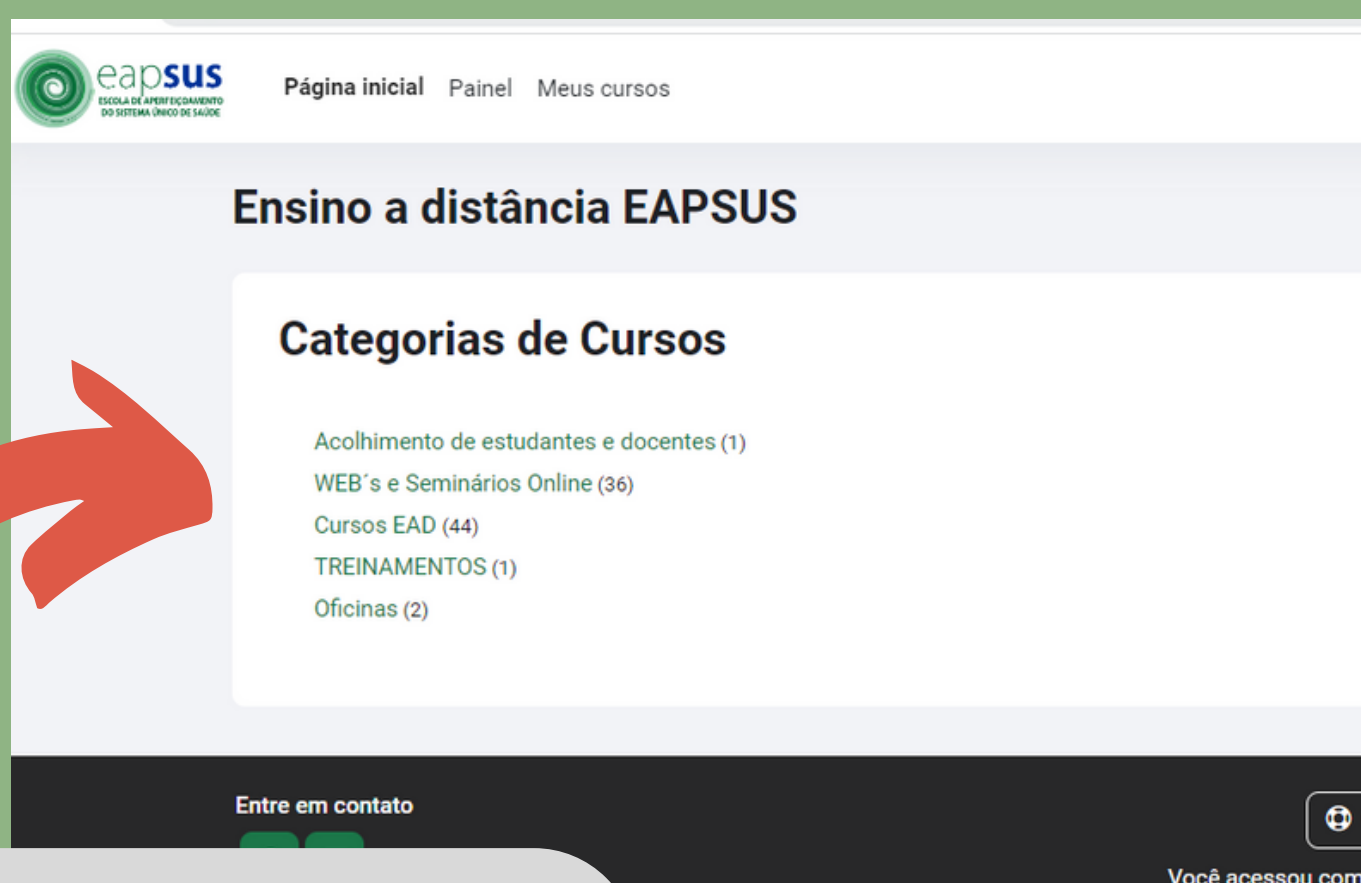 eapsus
ESCOLA DE APERFEIÇOAMENTO
DO SISTEMA ÚNICO DE SAÚDE
Página inicial Painel Meus cursos
Ensino a distância EAPSUS
Categorias de Cursos
Acolhimento de estudantes e docentes (1)
WEB´s e Seminários Online (36)
Cursos EAD (44)
TREINAMENTOS (1)
Oficinas (2)
Entre em contato
Você acessou com